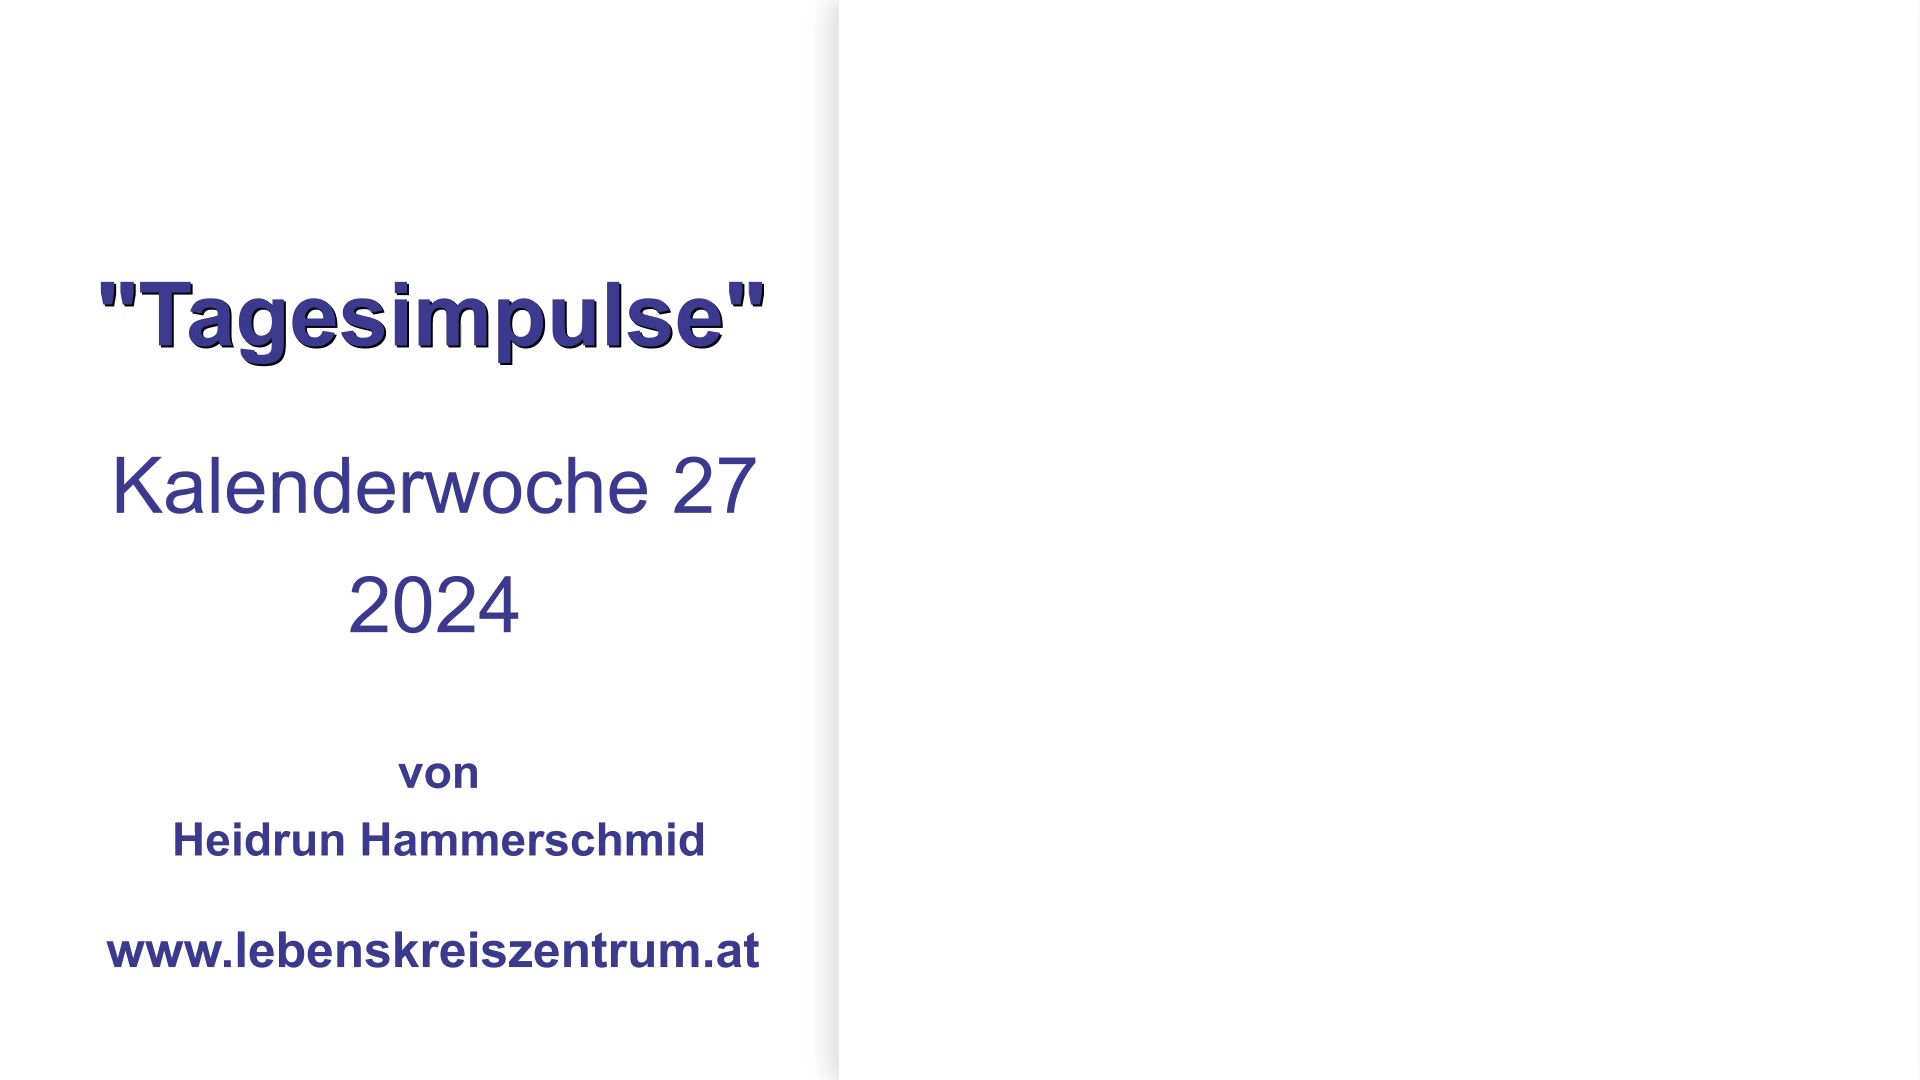 "Tagesimpulse"
Kalenderwoche 27
2024
von
Heidrun Hammerschmid
www.lebenskreiszentrum.at